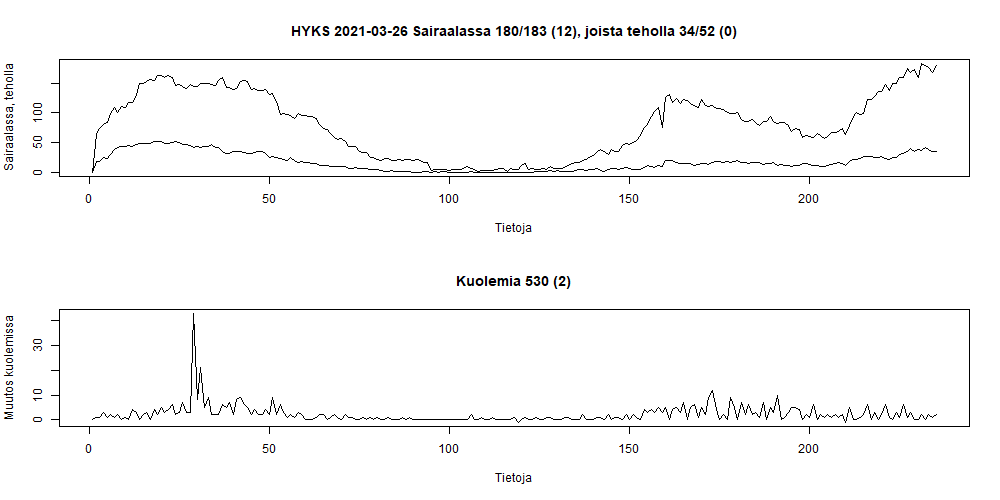 HYKS 2021-03-26 Sairaalassa 180/183 (12), joista teholla 34/52 (0)
Sairaalassa, teholla
0 50 100
0 50 100 150 200
Tietoja
Kuolemia 530 (2)
Muutos kuolemissa
0 10 30
0 50 100 150 200
Tietoja